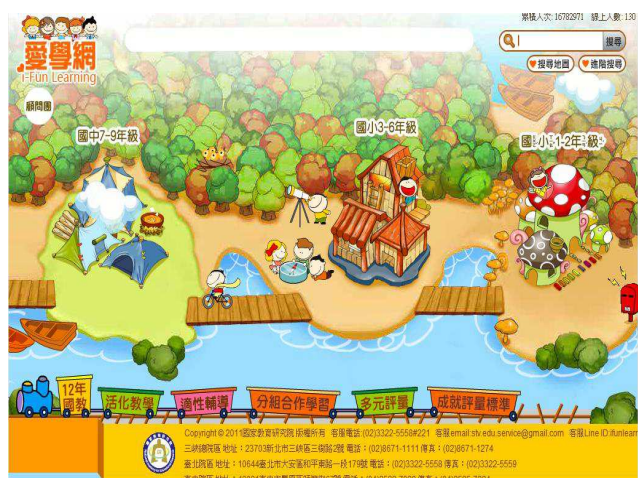 累積人次: 16782971 線上人數: 130
愛學網
i-Fun Learning
搜尋
搜尋地圖
進階搜尋
顧問團
國中7-9年級
國小3-6年級
國小1-2年級
12年
國教
活化教學
適性輔導
分組合作學習
多元評量
成就評量標準
Copyright © 2011國家教育研究院 版權所有 客服電話:(02)3322-5558#221 客服email:stv.edu.service@gmail.com 客服Line ID:ifunlearn
三峽總院區 地址：23703新北市三峽區三樹路2號 電話：(02)8671-1111 傳真：(02)8671-1274
臺北院區 地址：10644臺北市大安區和平東路一段179號 電話：(02)3322-5558 傳真：(02)3322-5559